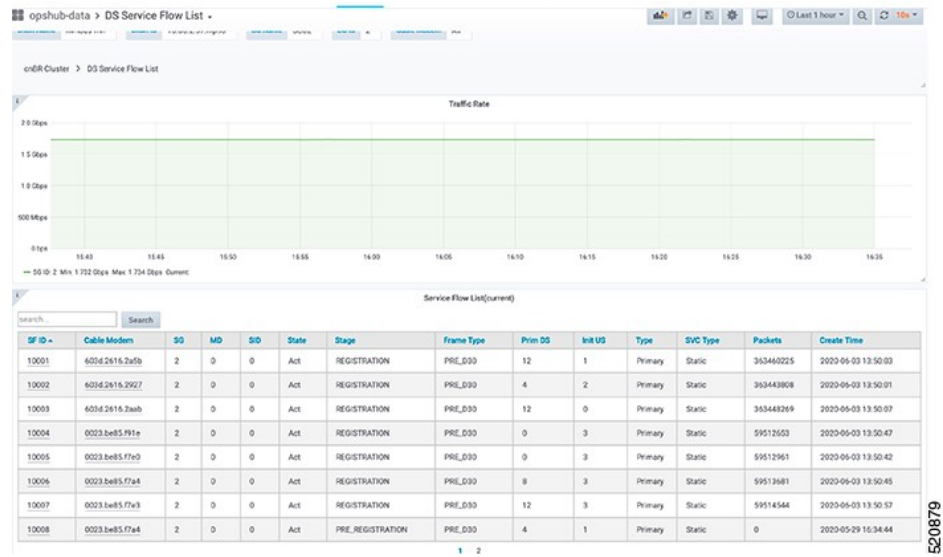 opshub-data > DS Service Flow List
Last 1 hour
10s
cnBR Cluster > DS Service Flow List
Traffic Rate
2.0 Gbps
1.5 Gbps
1.0 Gbps
500 Mbps
0 bps
15:40 15:45 15:50 15:55 16:00 16:05 16:10 16:15 16:20 16:25 16:30 16:35
SG ID: 2 Min: 1.732 Gbps Max: 1.734 Gbps Current:
Service Flow List(current)
search... Search
SF ID Cable Modem SG MD SID State Stage Frame Type Prim DS Init US Type SVC Type Packets Create Time
10001 603d.2616.2a5b 2 0 0 Act REGISTRATION PRE_D30 12 1 Primary Static 363460225 2020-06-03 13:50:03
10002 603d.2616.2927 2 0 0 Act REGISTRATION PRE_D30 4 2 Primary Static 363443808 2020-06-03 13:50:01
10003 603d.2616.2aab 2 0 0 Act REGISTRATION PRE_D30 12 0 Primary Static 363448269 2020-06-03 13:50:07
10004 0023.be85.f91e 2 0 0 Act REGISTRATION PRE_D30 0 3 Primary Static 59512653 2020-06-03 13:50:47
10005 0023.be85.f7e0 2 0 0 Act REGISTRATION PRE_D30 0 3 Primary Static 59512961 2020-06-03 13:50:42
10006 0023.be85.f7a4 2 0 0 Act REGISTRATION PRE_D30 8 3 Primary Static 59513681 2020-06-03 13:50:45
10007 0023.be85.f7e3 2 0 0 Act REGISTRATION PRE_D30 12 3 Primary Static 59514544 2020-06-03 13:50:57
10008 0023.be85.f7a4 2 0 0 Act PRE_REGISTRATION PRE_D30 4 1 Primary Static 0 2020-05-29 16:34:44
1 2
520879